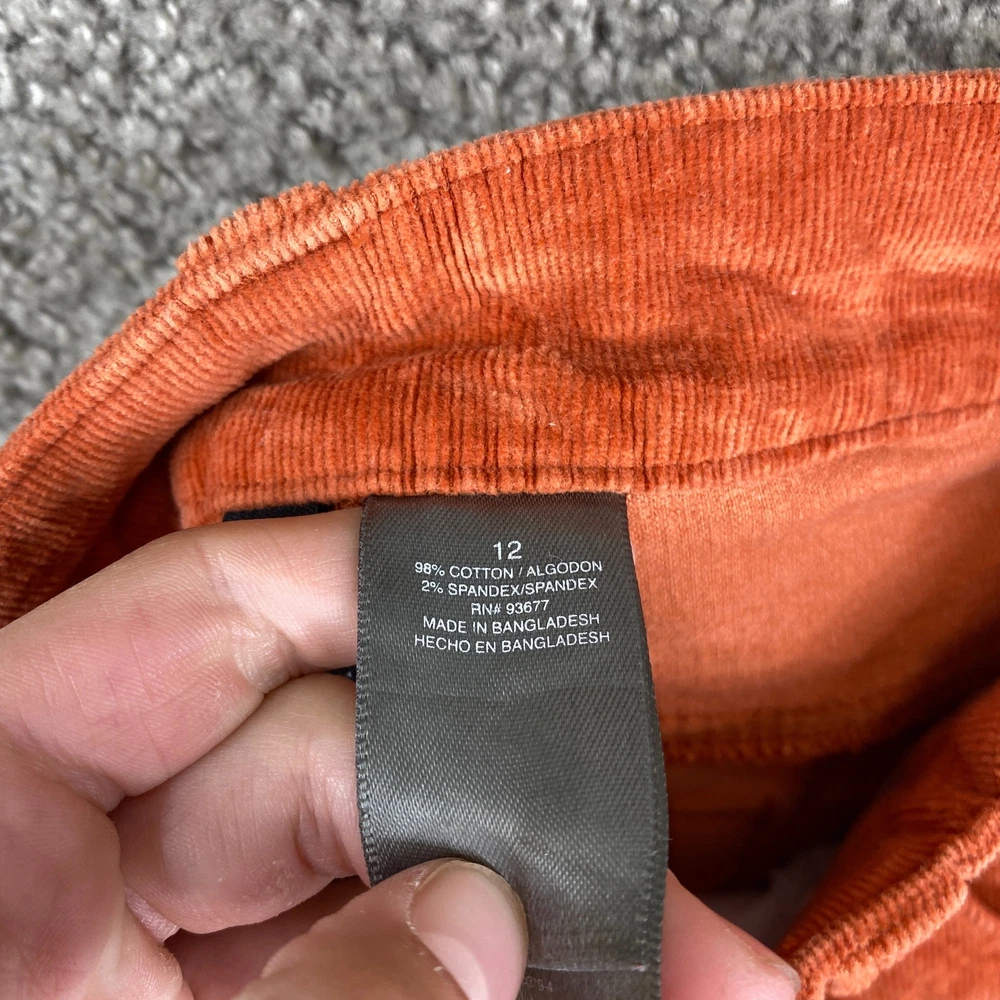 12
98% COTTON / ALGODON
2% SPANDEX/SPANDEX
RN# 93677
MADE IN BANGLADESH
HECHO EN BANGLADESH